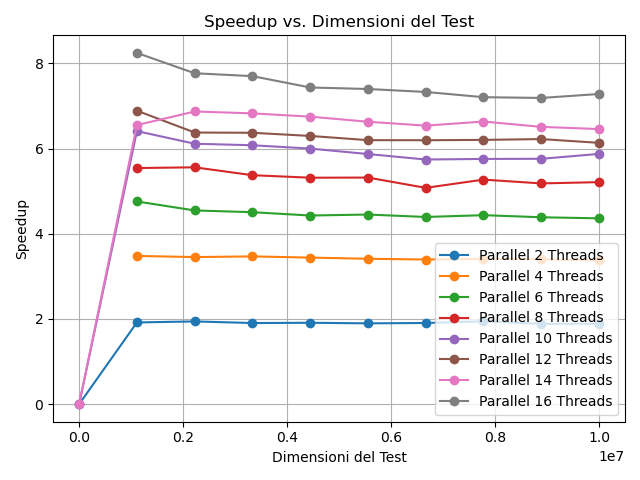 Speedup vs. Dimensioni del Test
Speedup
8
6
4
2
0
Parallel 2 Threads
Parallel 4 Threads
Parallel 6 Threads
Parallel 8 Threads
Parallel 10 Threads
Parallel 12 Threads
Parallel 14 Threads
Parallel 16 Threads
0.0 0.2 0.4 0.6 0.8 1.0
1e7
Dimensioni del Test